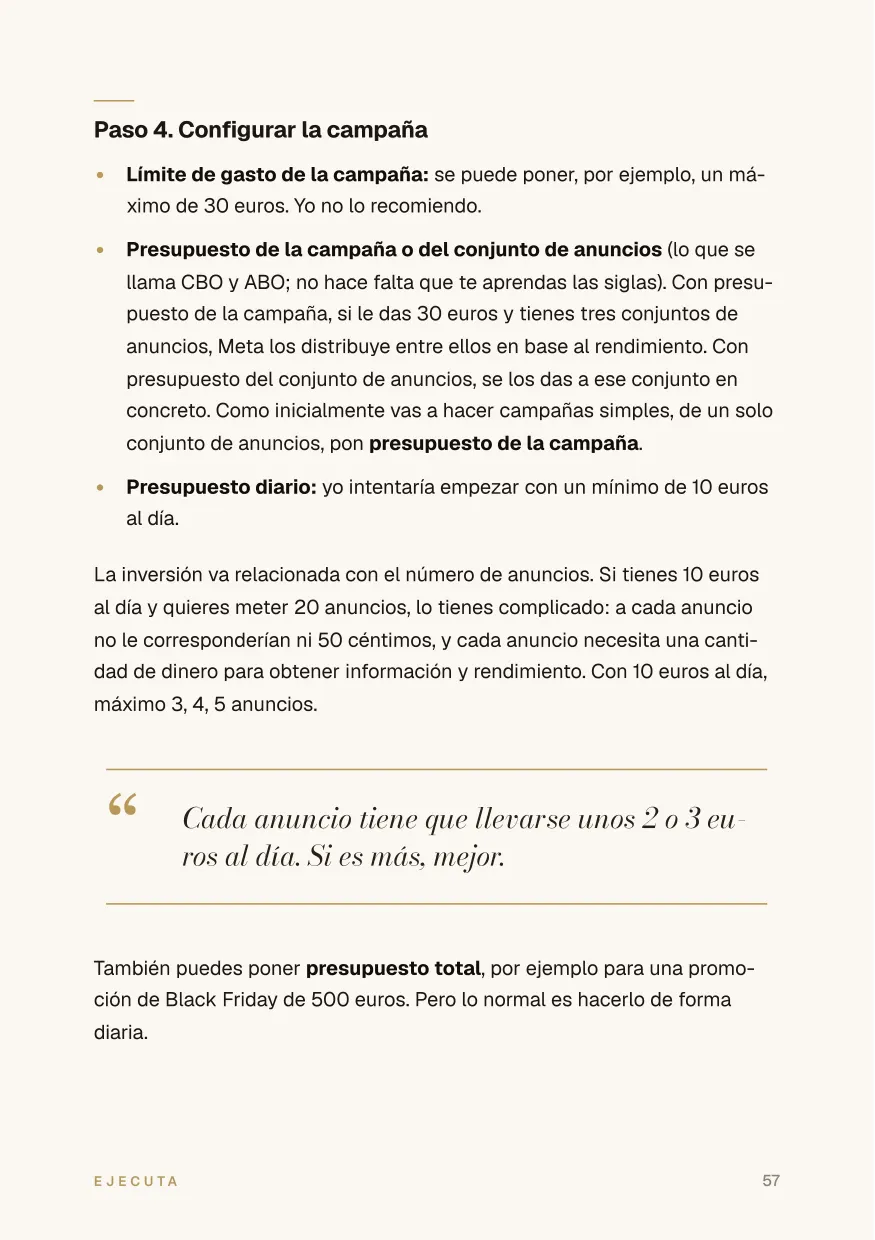 Paso 4. Configurar la campaña
• Límite de gasto de la campaña: se puede poner, por ejemplo, un má-
ximo de 30 euros. Yo no lo recomiendo.
• Presupuesto de la campaña o del conjunto de anuncios (lo que se
llama CBO y ABO; no hace falta que te aprendas las siglas). Con presu-
puesto de la campaña, si le das 30 euros y tienes tres conjuntos de
anuncios, Meta los distribuye entre ellos en base al rendimiento. Con
presupuesto del conjunto de anuncios, se los das a ese conjunto en
concreto. Como inicialmente vas a hacer campañas simples, de un solo
conjunto de anuncios, pon presupuesto de la campaña.
• Presupuesto diario: yo intentaría empezar con un mínimo de 10 euros
al día.
La inversión va relacionada con el número de anuncios. Si tienes 10 euros
al día y quieres meter 20 anuncios, lo tienes complicado: a cada anuncio
no le corresponderían ni 50 céntimos, y cada anuncio necesita una canti-
dad de dinero para obtener información y rendimiento. Con 10 euros al día,
máximo 3, 4, 5 anuncios.
“ Cada anuncio tiene que llevarse unos 2 o 3 eu-
ros al día. Si es más, mejor.
También puedes poner presupuesto total, por ejemplo para una promo-
ción de Black Friday de 500 euros. Pero lo normal es hacerlo de forma
diaria.
EJECUTA
57